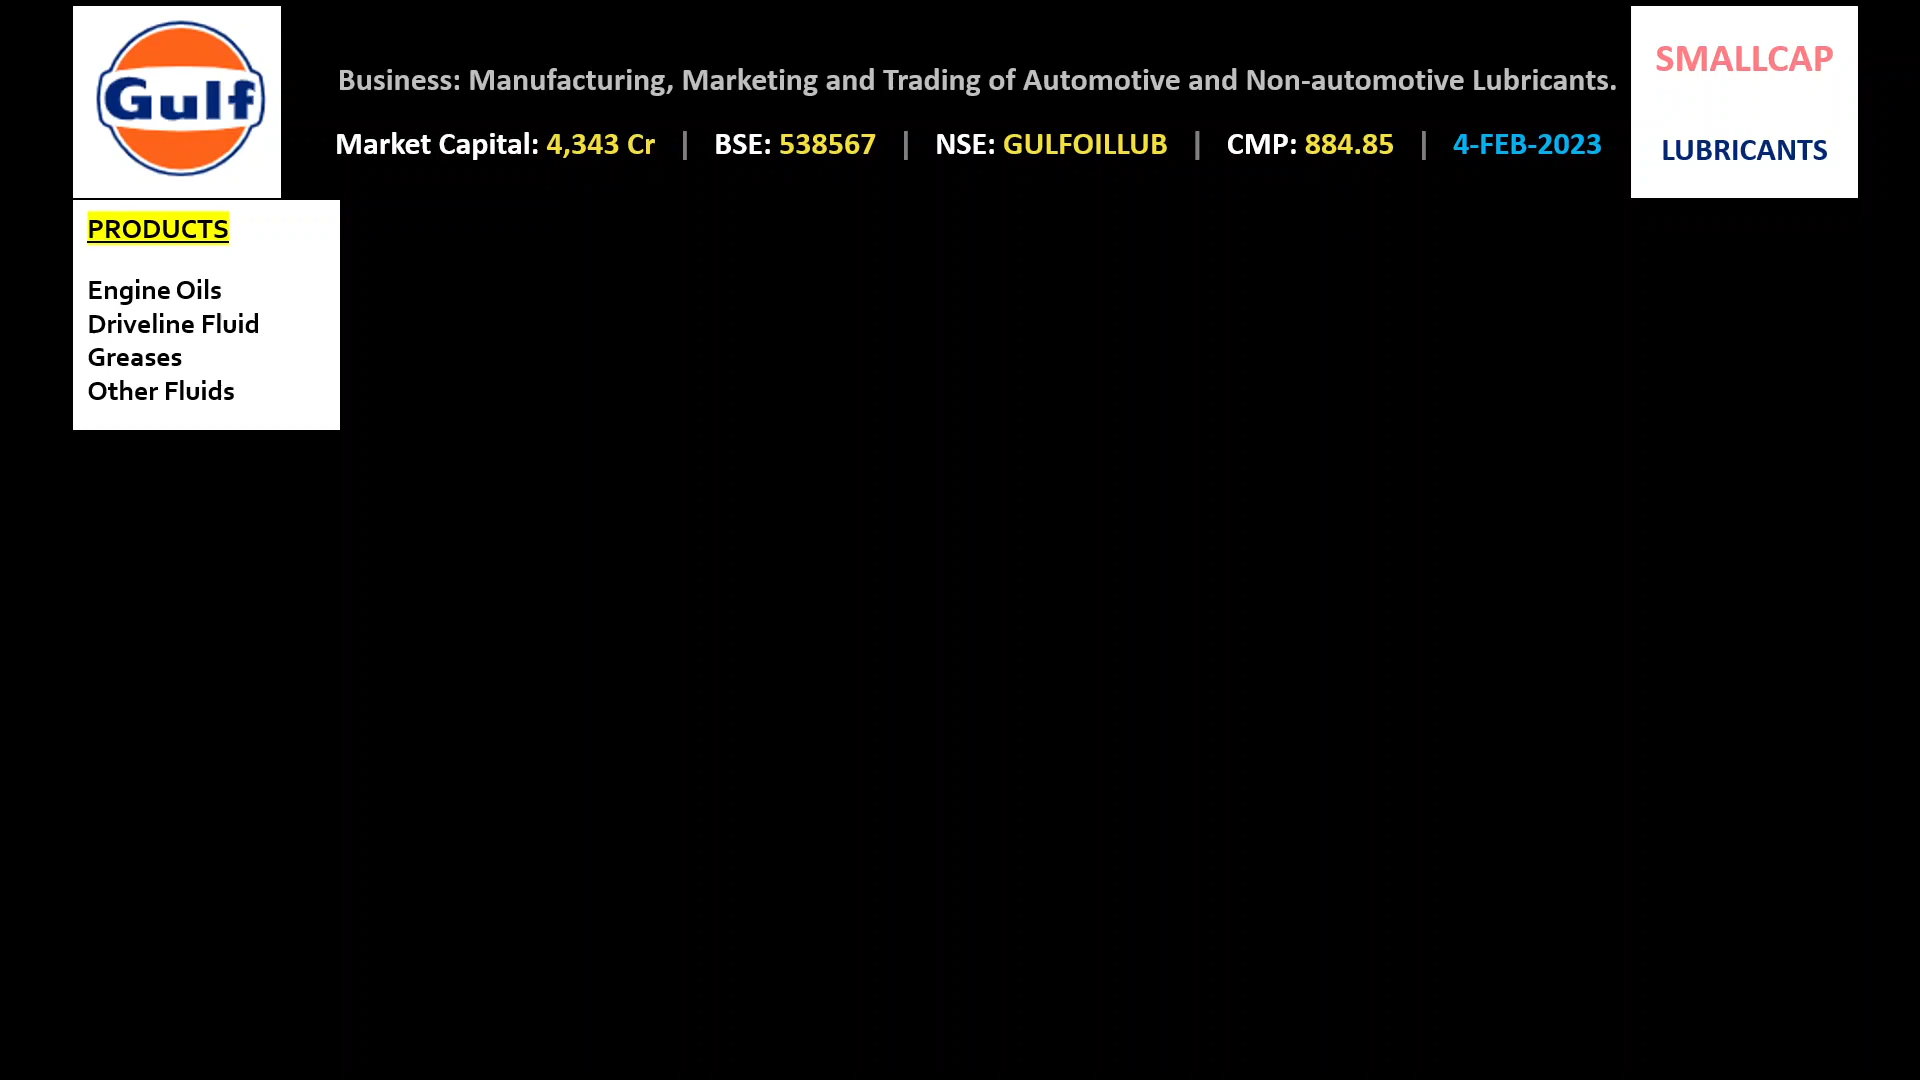 Gulf
Business: Manufacturing, Marketing and Trading of Automotive and Non-automotive Lubricants.
Market Capital: 4,343 Cr | BSE: 538567 | NSE: GULFOILLUB | CMP: 884.85 | 4-FEB-2023
SMALLCAP
LUBRICANTS
PRODUCTS
Engine Oils
Driveline Fluid
Greases
Other Fluids